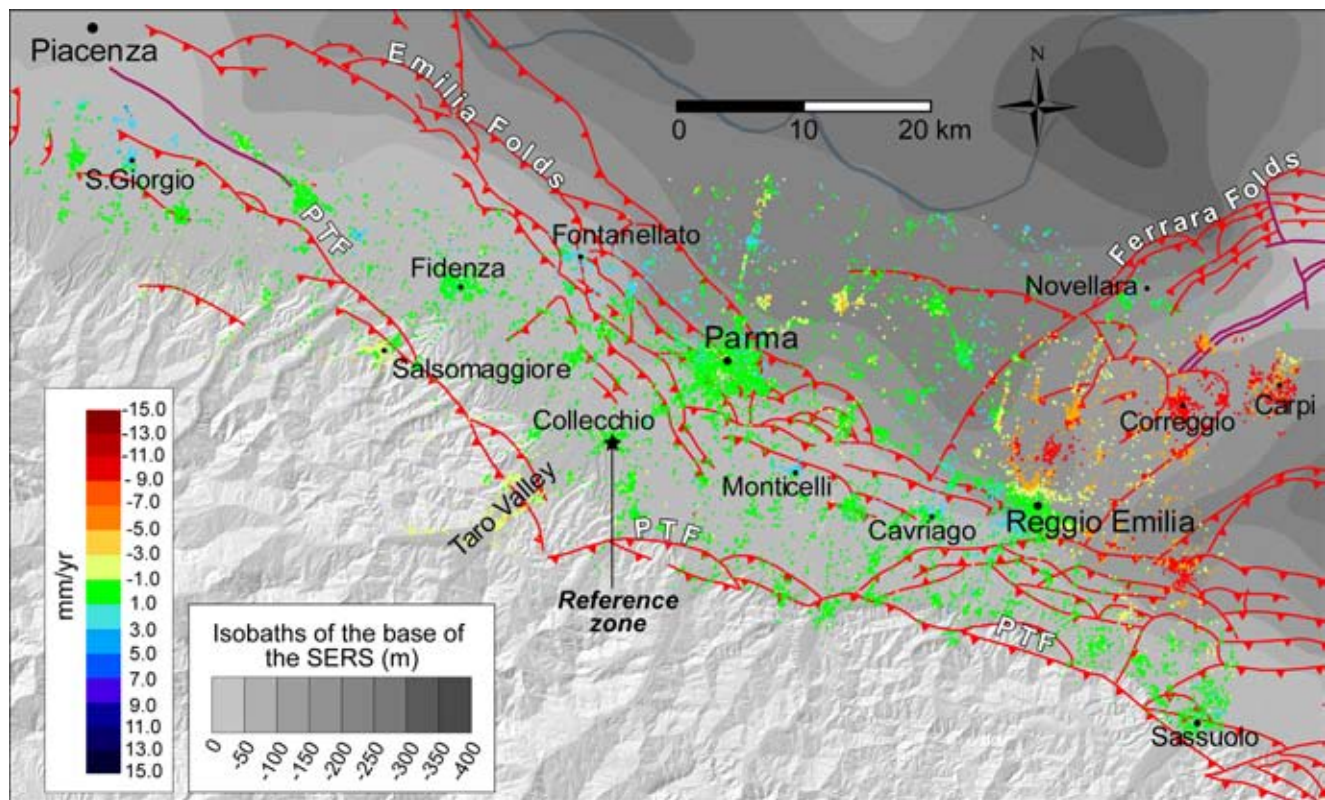 Piacenza
N
Emilia Folds
0 10 20 km
S.Giorgio
PTF
Ferrara Folds
Fontanellato
Fidenza
Novellara
Parma
Salsomaggiore
Carpi
Correggio
Collecchio
Monticelli
Taro Valley
Cavriago
Reggio Emilia
PTF
Reference
zone
PTF
Sassuolo
mm/yr
-15.0
-13.0
-11.0
- 9.0
-7.0
-5.0
-3.0
-1.0
1.0
3.0
5.0
7.0
9.0
11.0
13.0
15.0
Isobaths of the base of
the SERS (m)
0 -50 -100 -150 -200 -250 -300 -350 -400